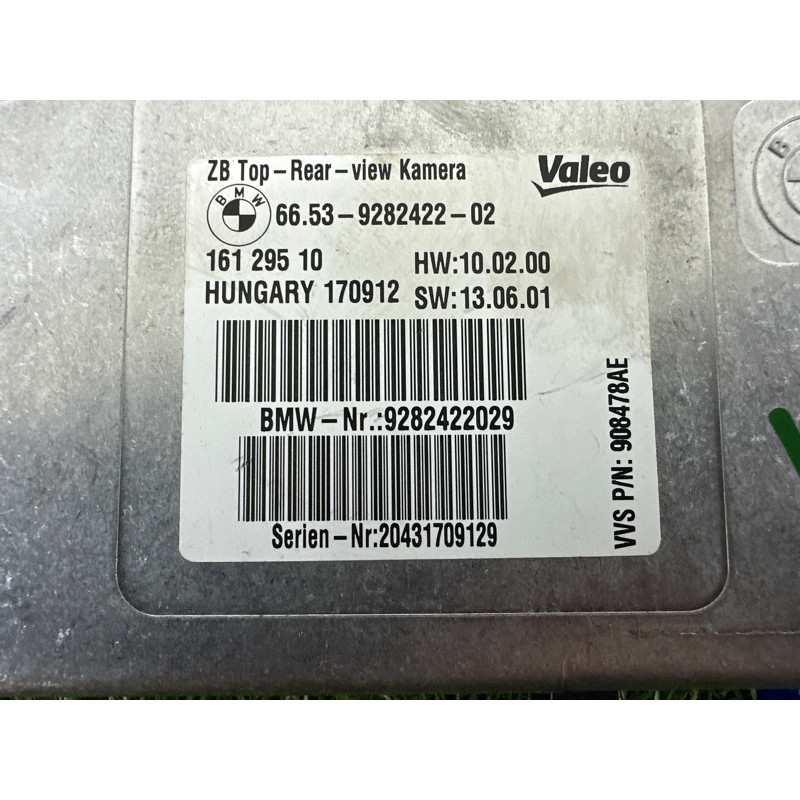 ZB Top-Rear-view Kamera
Valeo
BMW
66.53-9282422-02
161 295 10
HW:10.02.00
HUNGARY 170912
SW:13.06.01
BMW-Nr.:9282422029
Serien-Nr:20431709129
VVS P/N: 908478AE
B